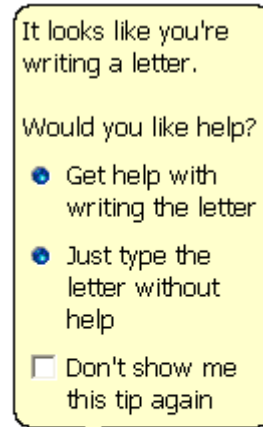 It looks like you're
writing a letter.
Would you like help?
Get help with
writing the letter
Just type the
letter without
help
Don't show me
this tip again